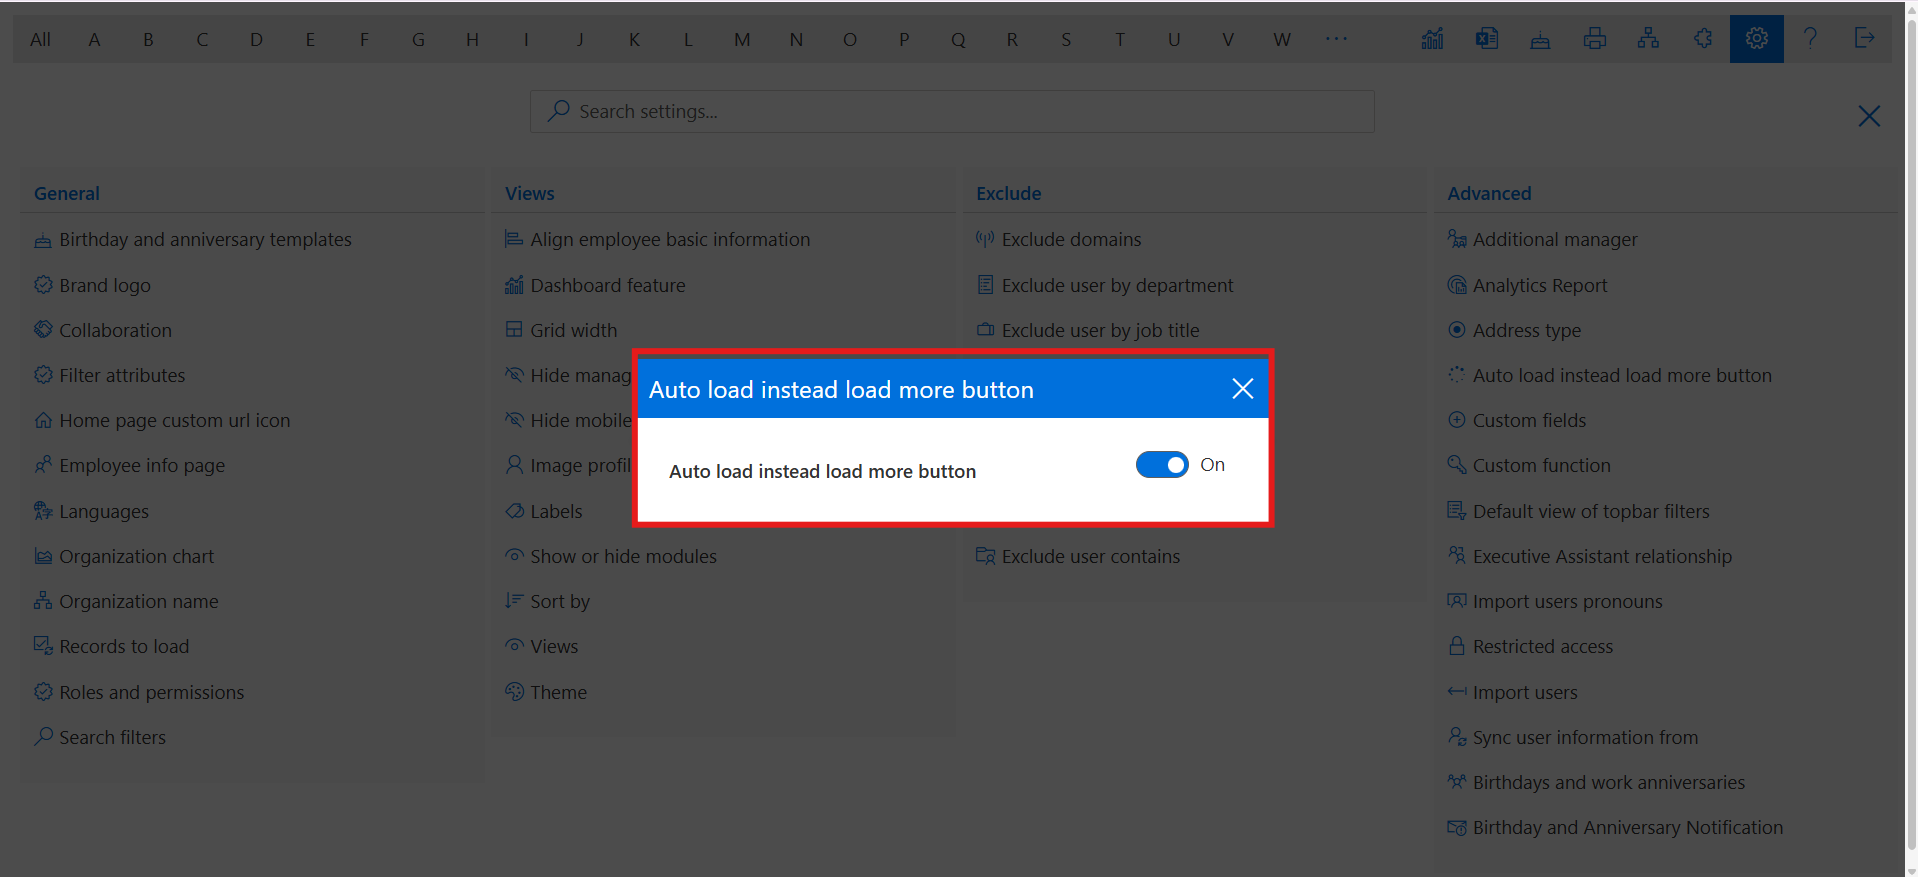 All A B C D E F G H I J K L M N O P Q R S T U V W ···
Search settings...
General
Birthday and anniversary templates
Brand logo
Collaboration
Filter attributes
Home page custom url icon
Employee info page
Languages
Organization chart
Organization name
Records to load
Roles and permissions
Search filters
Views
Align employee basic information
Dashboard feature
Grid width
Hide manag
Hide mobile
Image profil
Labels
Show or hide modules
Sort by
Views
Theme
Exclude
Exclude domains
Exclude user by department
Exclude user by job title
Exclude user contains
Auto load instead load more button
Auto load instead load more button On
Advanced
Additional manager
Analytics Report
Address type
Auto load instead load more button
Custom fields
Custom function
Default view of topbar filters
Executive Assistant relationship
Import users pronouns
Restricted access
Import users
Sync user information from
Birthdays and work anniversaries
Birthday and Anniversary Notification